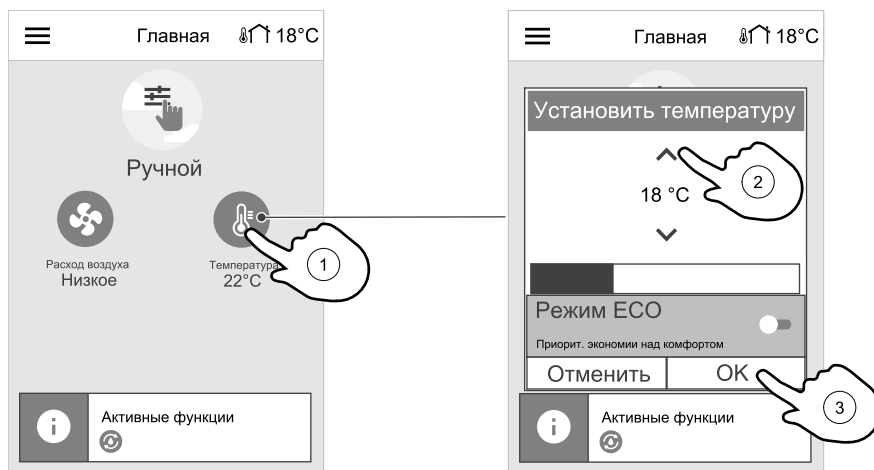 Главная 18°C
Ручной
Расход воздуха
Низкое
Температура
22°C
1
i
Активные функции
Главная 18°C
Установить температуру
2
18 °C
Режим ECO
Приорит. экономии над комфортом
Отменить OK
3
i
Активные функции